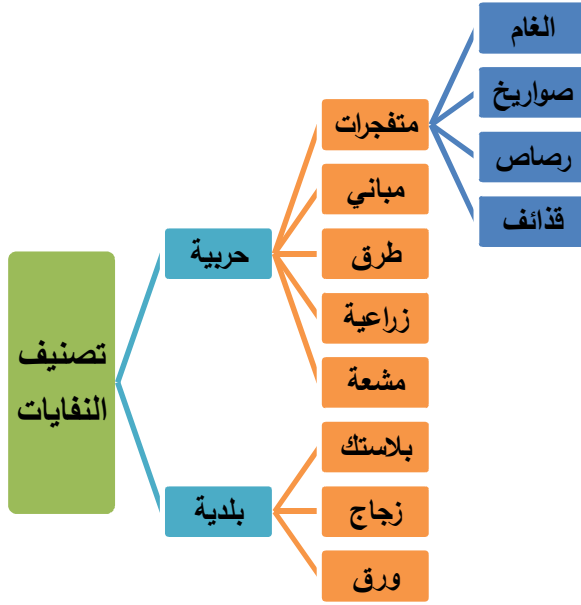 تصنيف
النفايات
حربية
متفجرات
الغام
صواريخ
رصاص
قذائف
مباني
طرق
زراعية
مشعة
بلدية
بلاستك
زجاج
ورق